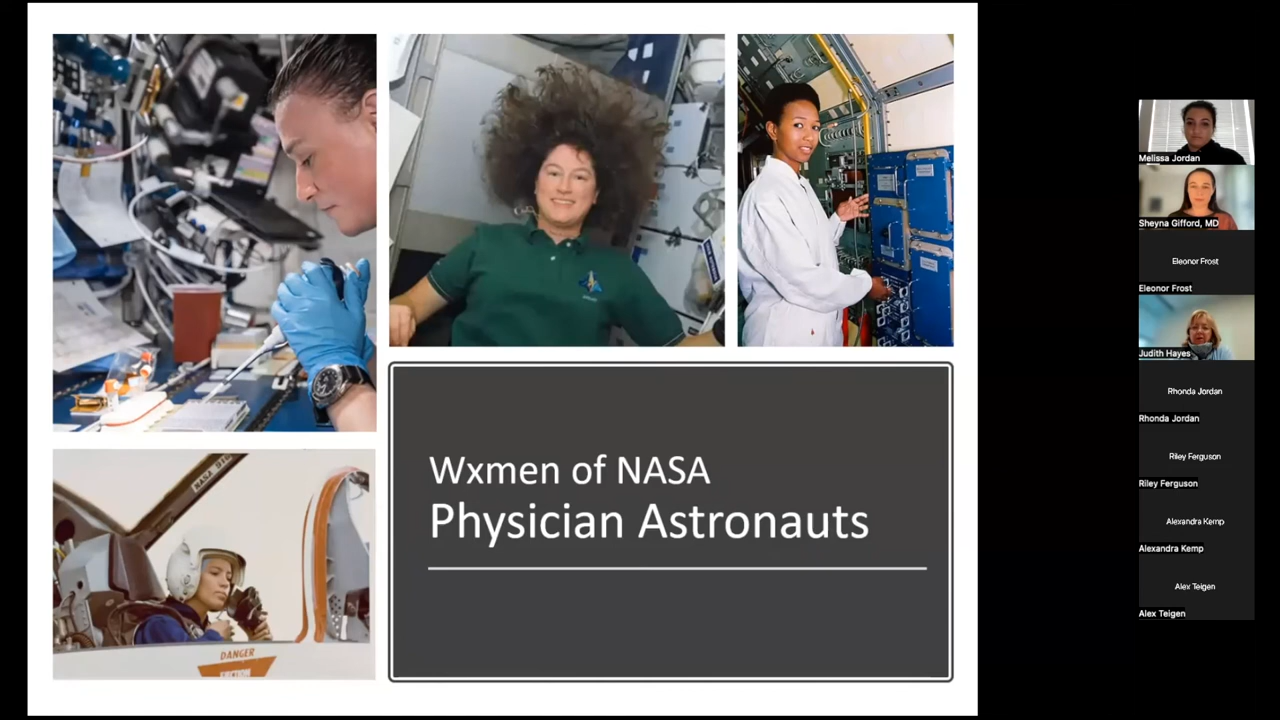 Wxmen of NASA
Physician Astronauts
DANGER
Melissa Jordan
Sheyna Gifford, MD
Eleonor Frost
Eleonor Frost
Judith Hayes
Rhonda Jordan
Rhonda Jordan
Riley Ferguson
Riley Ferguson
Alexandra Kemp
Alexandra Kemp
Alex Teigen
Alex Teigen